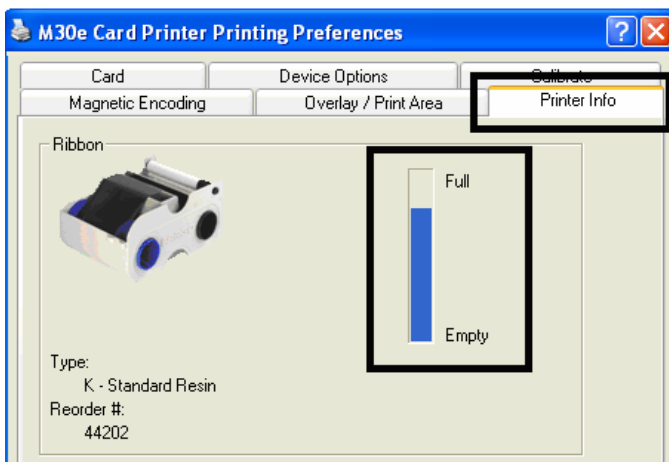 M30e Card Printer Printing Preferences
Card Device Options Calibrate
Magnetic Encoding Overlay / Print Area Printer Info
Ribbon
Full
Empty
Type:
K - Standard Resin
Reorder #:
44202